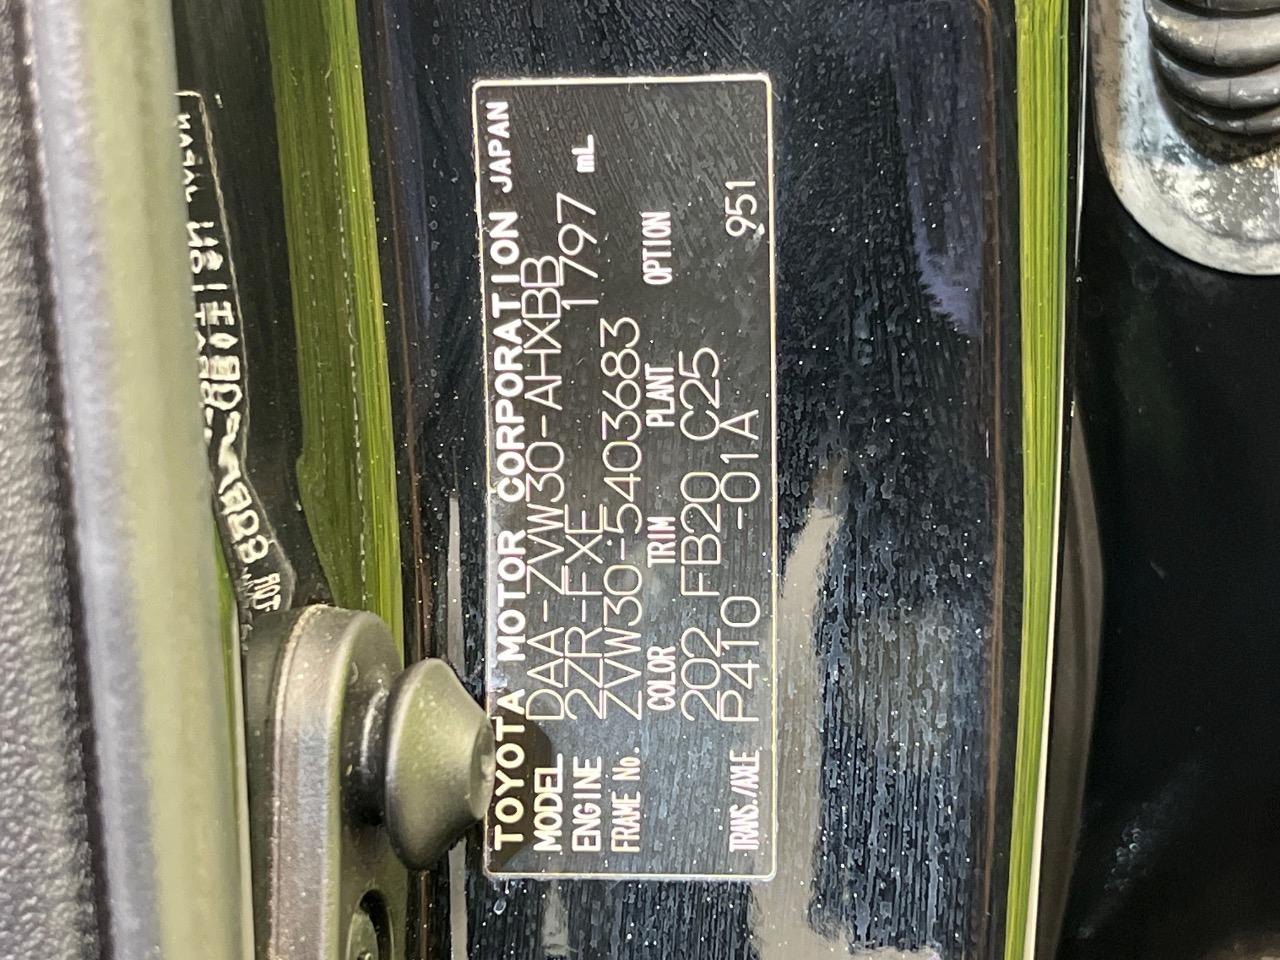 TOYOTA MOTOR CORPORATION JAPAN
MODEL DAA-ZVW30-AHXBB
ENGINE 2ZR-FXE 1797 mL
FRAME No. ZVW30-5403683
COLOR TRIM PLANT OPTION
202 FB20 C25
TRANS./AXLE P410 -01A 951